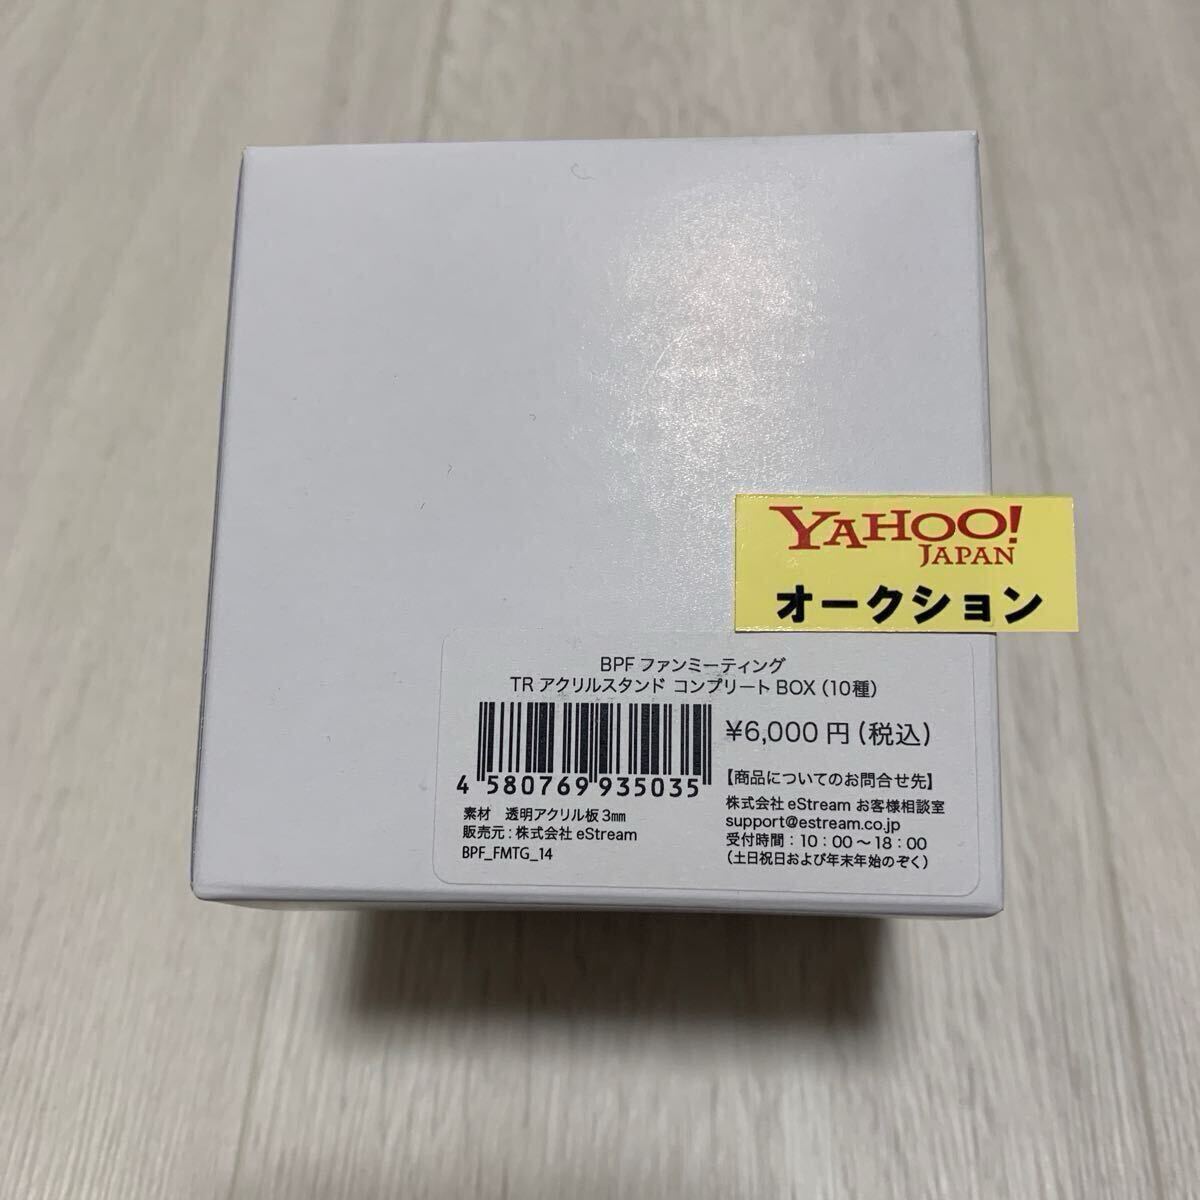 YAHOO!
JAPAN
オークション
BPF ファンミーティング
TR アクリルスタンド コンプリート BOX (10種)
¥6,000 円 (税込)
4 580769 935035
【商品についてのお問合せ先】
素材 透明アクリル板 3㎜
株式会社 eStream お客様相談室
販売元 : 株式会社 eStream
support@estream.co.jp
BPF_FMTG_14
受付時間 : 10 : 00 〜 18 : 00
(土日祝日および年末年始のぞく)